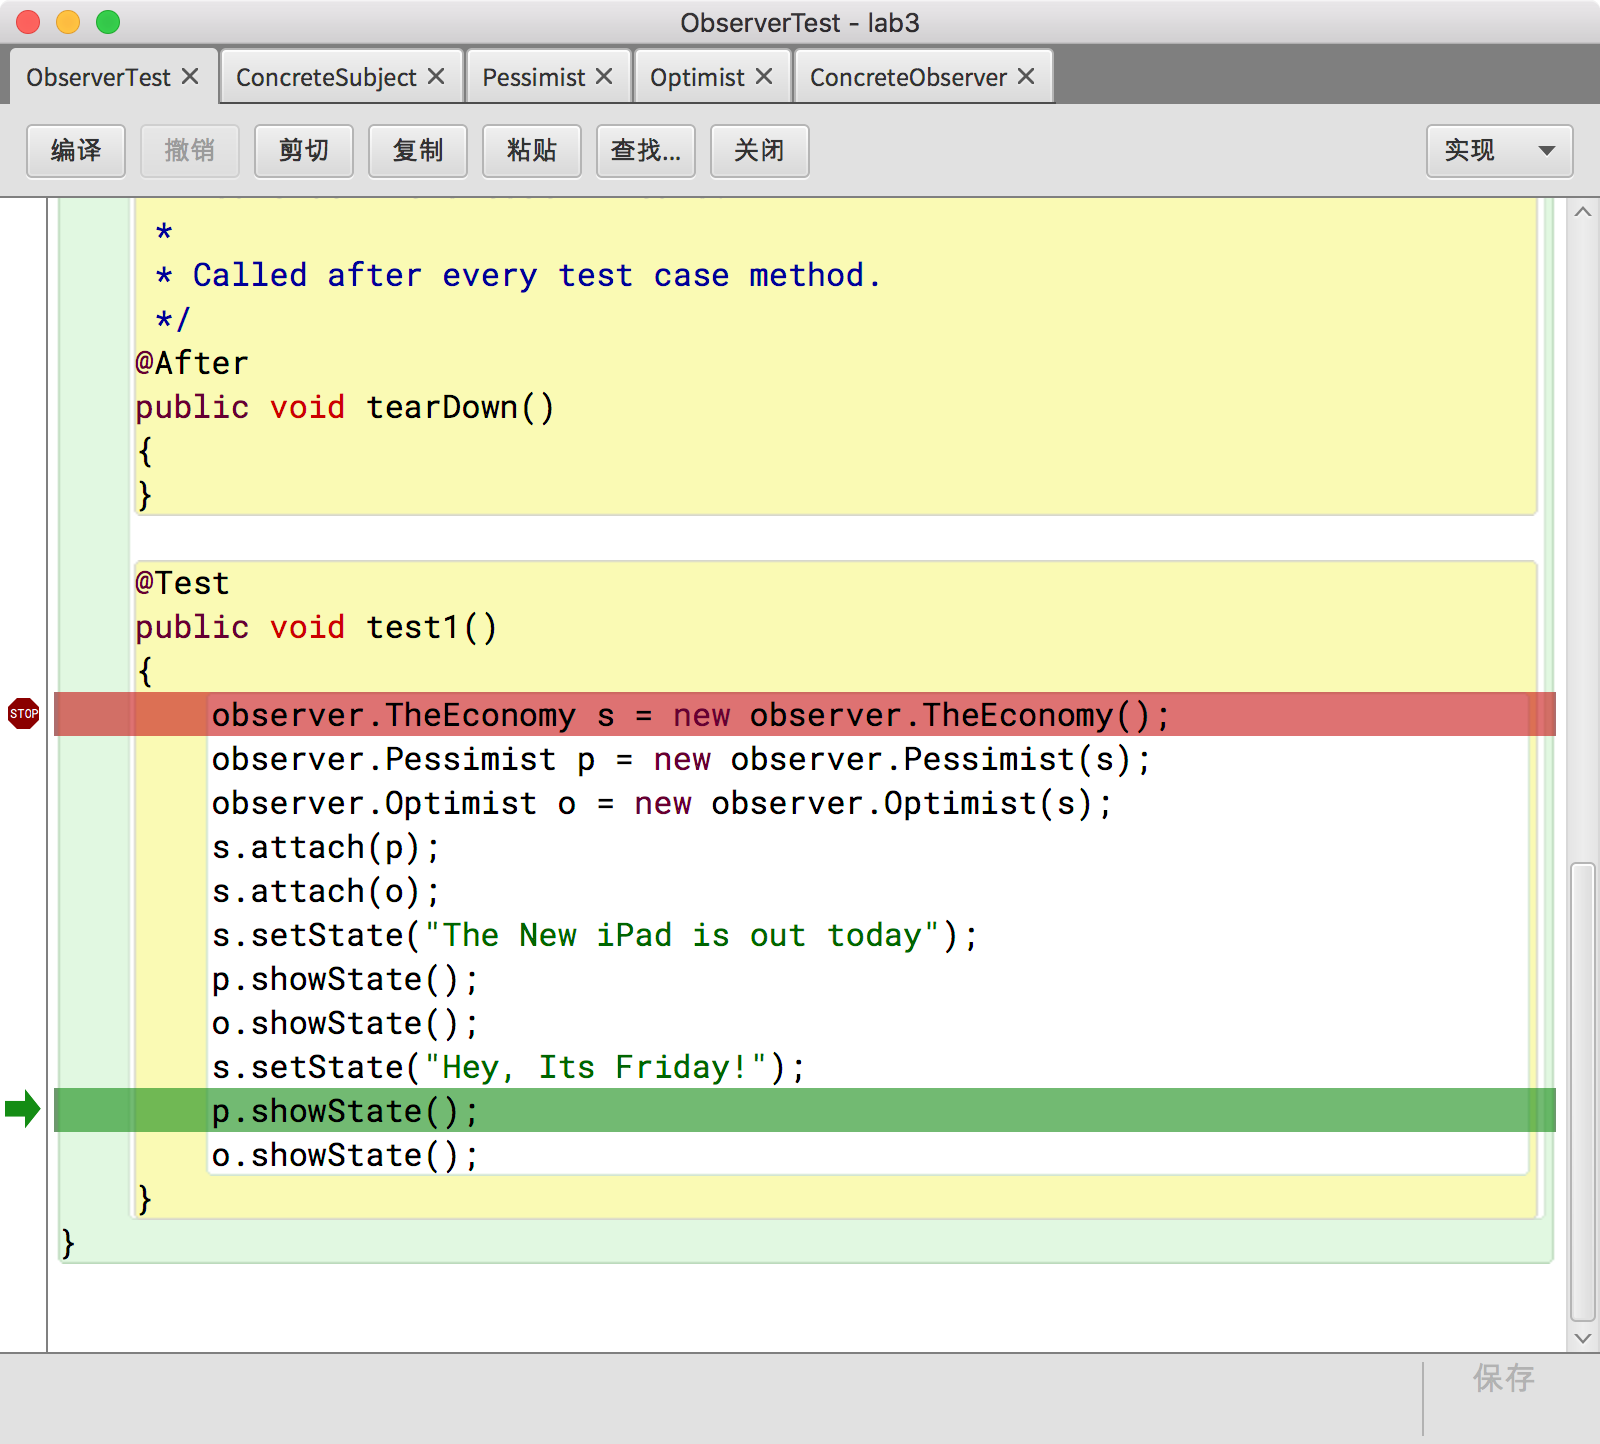 ObserverTest - lab3
ObserverTest ConcreteSubject Pessimist Optimist ConcreteObserver
编译 撤销 剪切 复制 粘贴 查找... 关闭 实现
*
* Called after every test case method.
*/
@After
public void tearDown()
{
}
@Test
public void test1()
{
STOP observer.TheEconomy s = new observer.TheEconomy();
observer.Pessimist p = new observer.Pessimist(s);
observer.Optimist o = new observer.Optimist(s);
s.attach(p);
s.attach(o);
s.setState("The New iPad is out today");
p.showState();
o.showState();
s.setState("Hey, Its Friday!");
p.showState();
o.showState();
}
}
保存